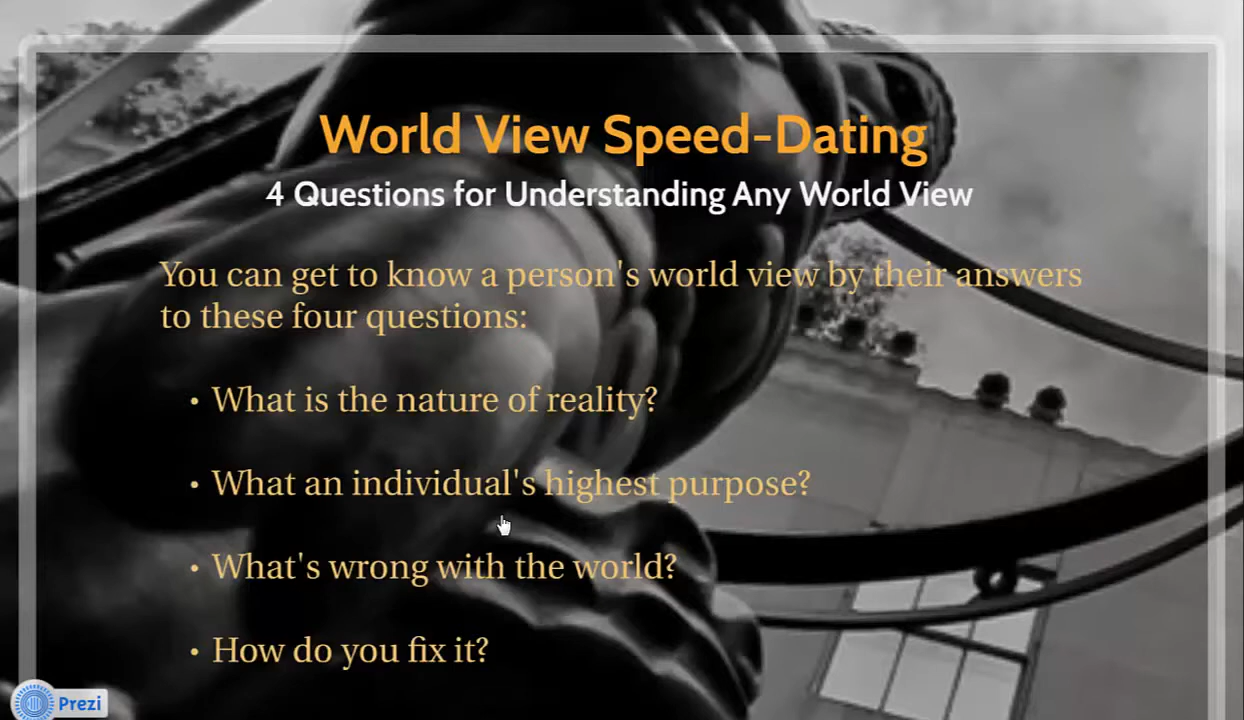 World View Speed-Dating
4 Questions for Understanding Any World View
You can get to know a person's world view by their answers
to these four questions:
• What is the nature of reality?
• What an individual's highest purpose?
• What's wrong with the world?
• How do you fix it?
Prezi